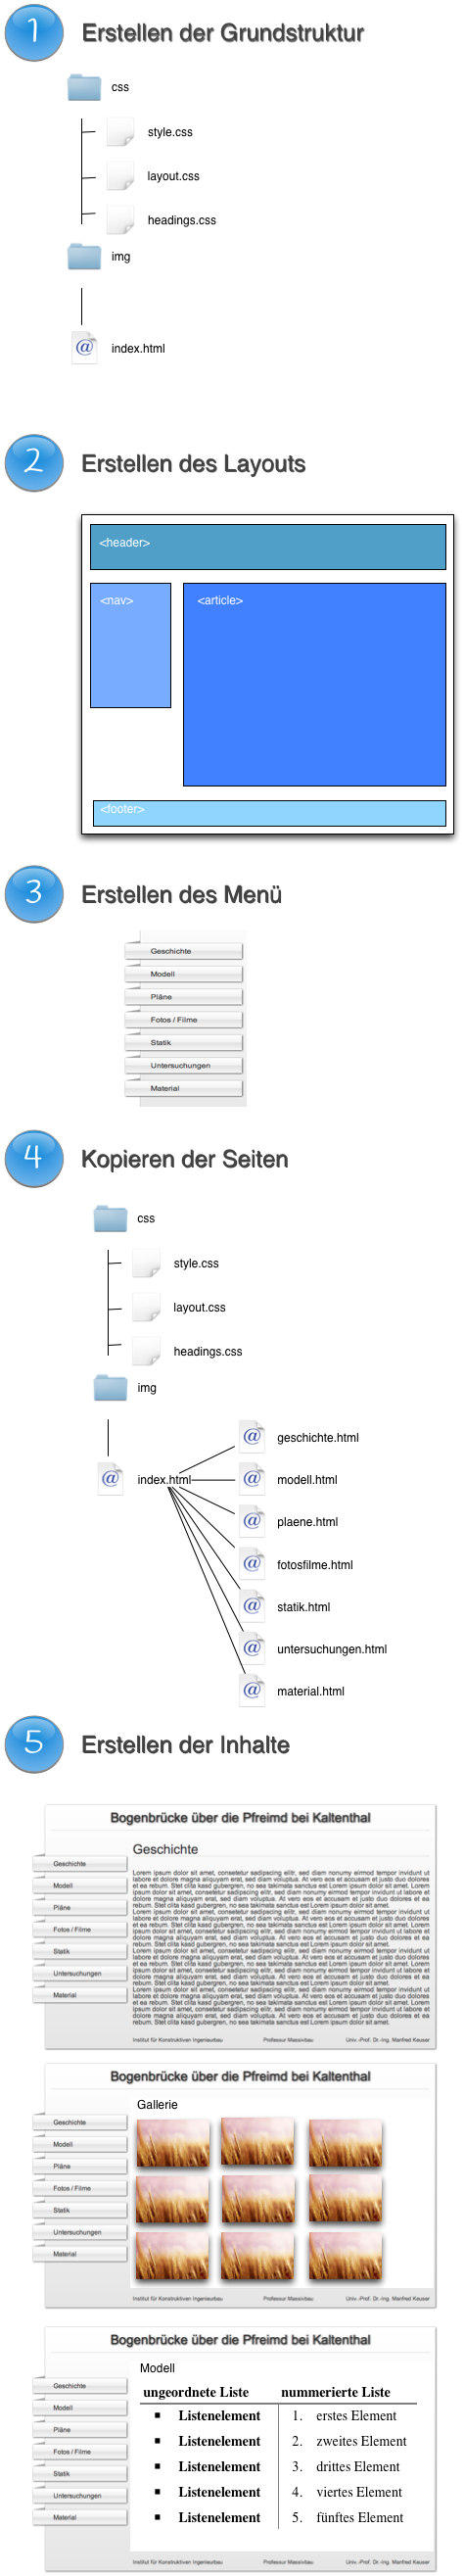 1 Erstellen der Grundstruktur
css
style.css
layout.css
headings.css
img
index.html
2 Erstellen des Layouts
<header>
<nav>
<article>
<footer>
3 Erstellen des Menü
Geschichte
Modell
Pläne
Fotos / Filme
Statik
Untersuchungen
Material
4 Kopieren der Seiten
css
style.css
layout.css
headings.css
img
index.html
geschichte.html
modell.html
plaene.html
fotosfilme.html
statik.html
untersuchungen.html
material.html
5 Erstellen der Inhalte
Bogenbrücke über die Pfreimd bei Kaltenthal
Geschichte
Modell
Pläne
Fotos / Filme
Statik
Untersuchungen
Material
Geschichte
Lorem ipsum dolor sit amet, consetetur sadipscing elitr, sed diam nonumy eirmod tempor invidunt ut
labore et dolore magna aliquyam erat, sed diam voluptua. At vero eos et accusam et justo duo dolores
et ea rebum. Stet clita kasd gubergren, no sea takimata sanctus est Lorem ipsum dolor sit amet. Lorem
Institut für Konstruktiven Ingenieurbau Professur Massivbau Univ.-Prof. Dr.-Ing. Manfred Keuser
Bogenbrücke über die Pfreimd bei Kaltenthal
Gallerie
Geschichte
Modell
Pläne
Fotos / Filme
Statik
Untersuchungen
Material
Institut für Konstruktiven Ingenieurbau Professur Massivbau Univ.-Prof. Dr.-Ing. Manfred Keuser
Bogenbrücke über die Pfreimd bei Kaltenthal
Geschichte
Modell
Pläne
Fotos / Filme
Statik
Untersuchungen
Material
Modell
ungeordnete Liste nummerierte Liste
▪ Listenelement 1. erstes Element
▪ Listenelement 2. zweites Element
▪ Listenelement 3. drittes Element
▪ Listenelement 4. viertes Element
▪ Listenelement 5. fünftes Element
Institut für Konstruktiven Ingenieurbau Professur Massivbau Univ.-Prof. Dr.-Ing. Manfred Keuser